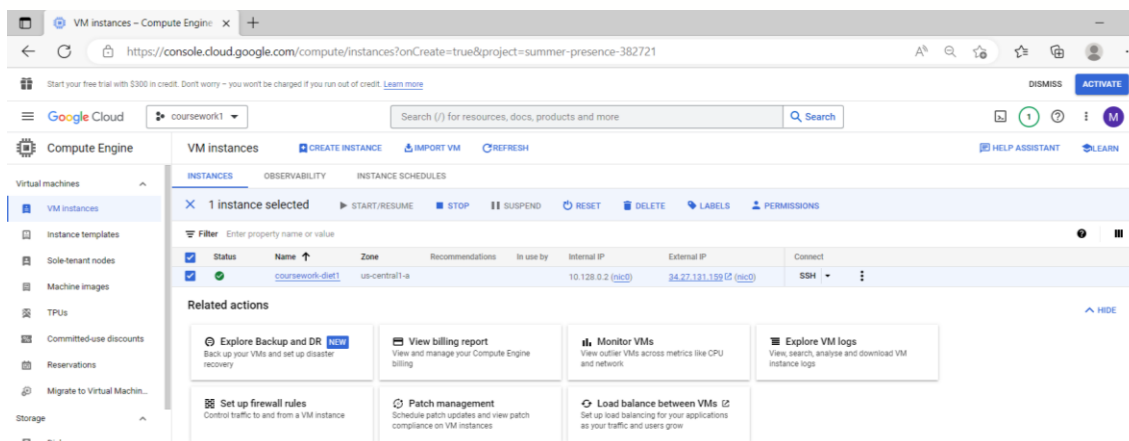 VM instances – Compute Engine
https://console.cloud.google.com/compute/instances?onCreate=true&project=summer-presence-382721
Start your free trial with $300 in credit. Don't worry – you won't be charged if you run out of credit. Learn more
DISMISS ACTIVATE
Google Cloud coursework1 Search (/) for resources, docs, products and more Search 1 M
Compute Engine VM instances CREATE INSTANCE IMPORT VM REFRESH HELP ASSISTANT LEARN
Virtual machines
INSTANCES OBSERVABILITY INSTANCE SCHEDULES
VM instances
1 instance selected START/RESUME STOP SUSPEND RESET DELETE LABELS PERMISSIONS
Instance templates
Filter Enter property name or value
Sole-tenant nodes
Status Name Zone Recommendations In use by Internal IP External IP Connect
Machine images
coursework-diet1 us-central1-a 10.128.0.2 (nic0) 34.27.131.159 (nic0) SSH
TPUs
Related actions HIDE
Committed-use discounts
Reservations
Migrate to Virtual Machin...
Storage
Explore Backup and DR NEW
Back up your VMs and set up disaster
recovery
View billing report
View and manage your Compute Engine
billing
Monitor VMs
View outlier VMs across metrics like CPU
and network
Explore VM logs
View, search, analyse and download VM
instance logs
Set up firewall rules
Control traffic to and from a VM instance
Patch management
Schedule patch updates and view patch
compliance on VM instances
Load balance between VMs
Set up load balancing for your applications
as your traffic and users grow